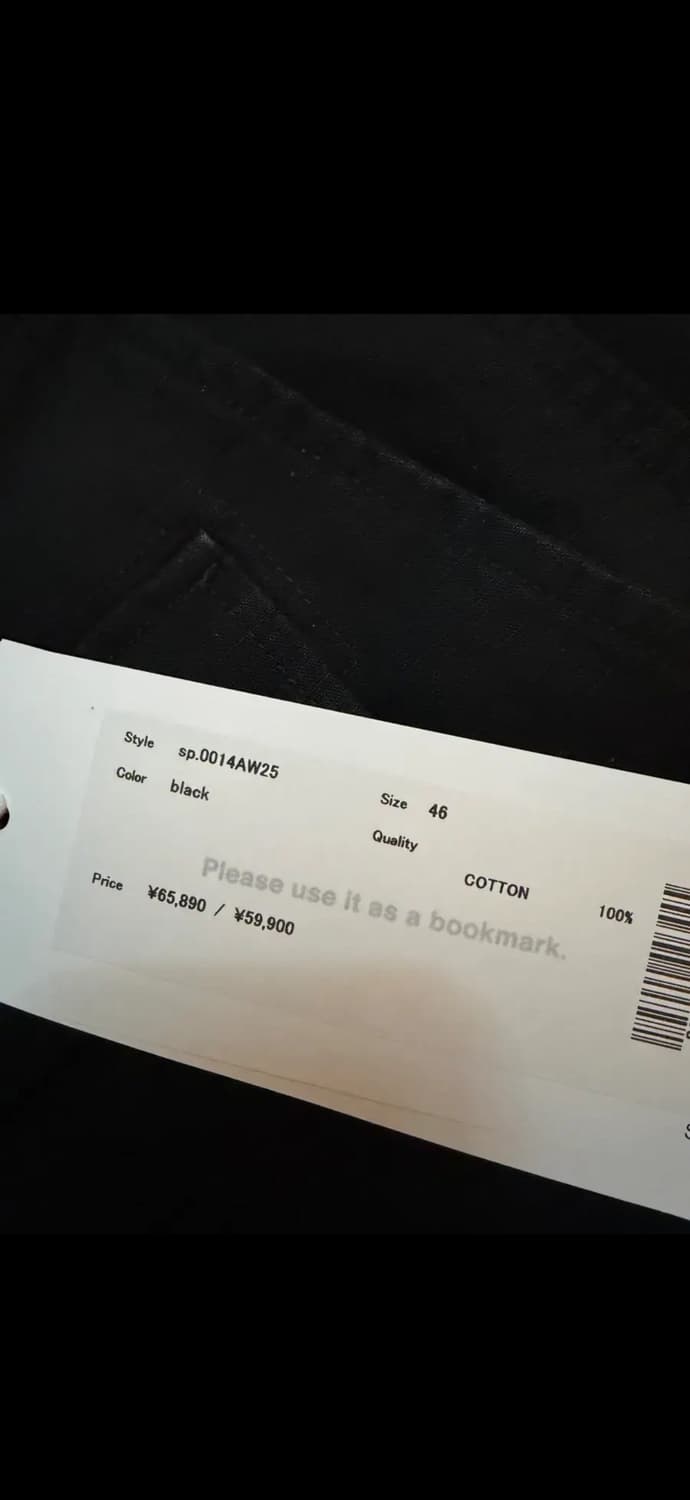 Style sp.0014AW25
Color black
Size 46
Quality
COTTON 100%
Please use it as a bookmark.
Price ¥65,890 / ¥59,900